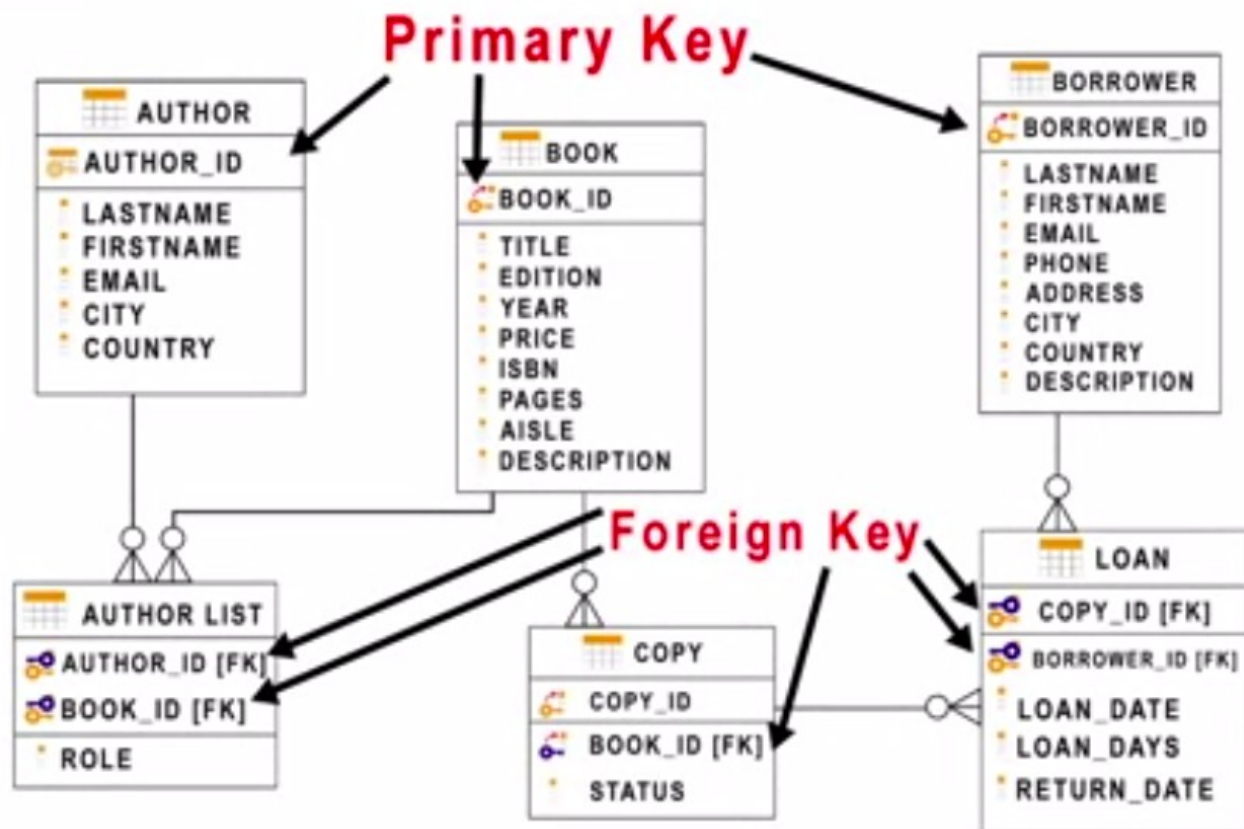 Primary Key
AUTHOR
AUTHOR_ID
LASTNAME
FIRSTNAME
EMAIL
CITY
COUNTRY
BOOK
BOOK_ID
TITLE
EDITION
YEAR
PRICE
ISBN
PAGES
AISLE
DESCRIPTION
BORROWER
BORROWER_ID
LASTNAME
FIRSTNAME
EMAIL
PHONE
ADDRESS
CITY
COUNTRY
DESCRIPTION
Foreign Key
AUTHOR LIST
AUTHOR_ID [FK]
BOOK_ID [FK]
ROLE
COPY
COPY_ID
BOOK_ID [FK]
STATUS
LOAN
COPY_ID [FK]
BORROWER_ID [FK]
LOAN_DATE
LOAN_DAYS
RETURN_DATE